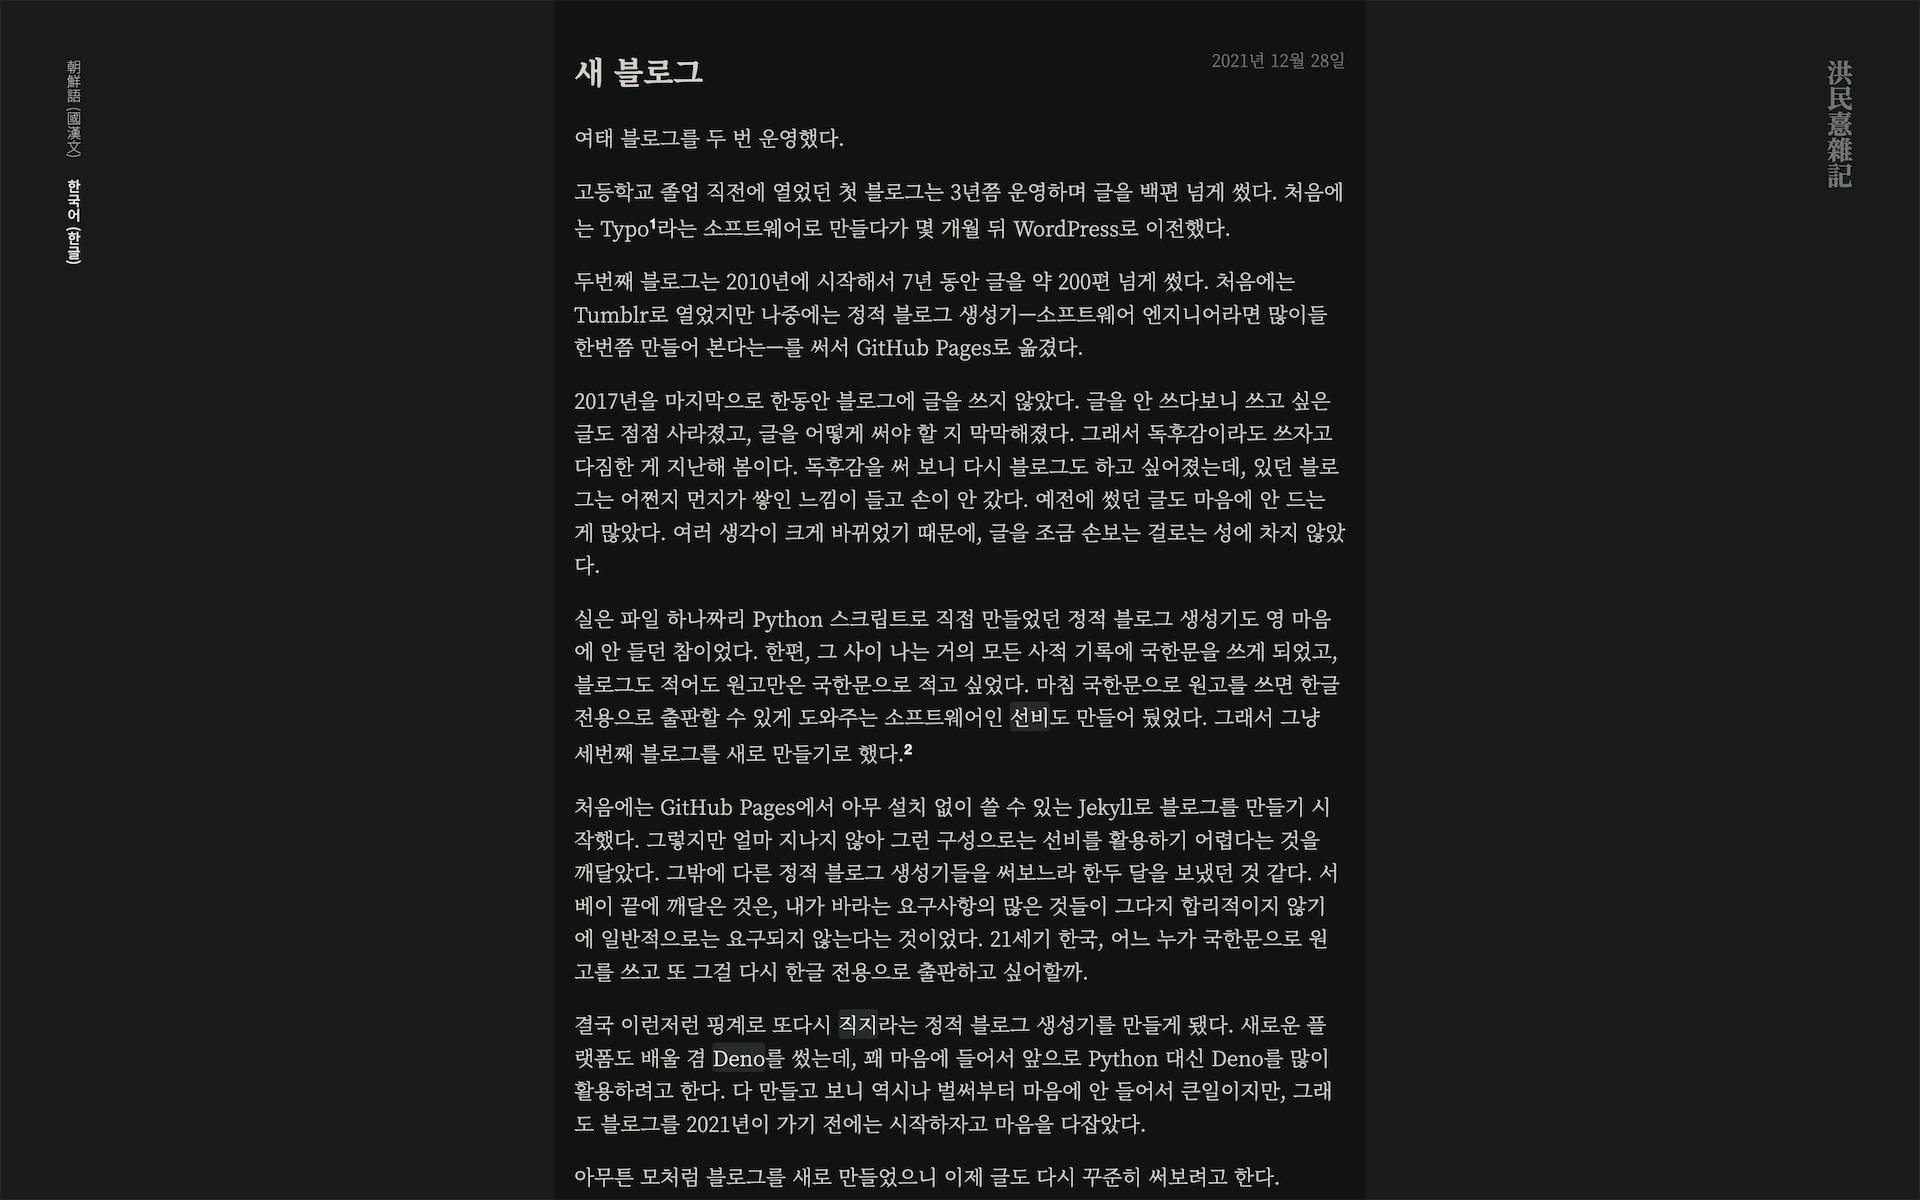 朝鮮語 (國漢文)
한국어 (한글)
洪民憙雜記
새 블로그
2021년 12월 28일
여태 블로그를 두 번 운영했다.
고등학교 졸업 직전에 열었던 첫 블로그는 3년쯤 운영하며 글을 백편 넘게 썼다. 처음에
는 Typo1라는 소프트웨어로 만들다가 몇 개월 뒤 WordPress로 이전했다.
두번째 블로그는 2010년에 시작해서 7년 동안 글을 약 200편 넘게 썼다. 처음에는
Tumblr로 열었지만 나중에는 정적 블로그 생성기—소프트웨어 엔지니어라면 많이들
한번쯤 만들어 본다는—를 써서 GitHub Pages로 옮겼다.
2017년을 마지막으로 한동안 블로그에 글을 쓰지 않았다. 글을 안 쓰다보니 쓰고 싶은
글도 점점 사라졌고, 글을 어떻게 써야 할 지 막막해졌다. 그래서 독후감이라도 쓰자고
다짐한 게 지난해 봄이다. 독후감을 써 보니 다시 블로그도 하고 싶어졌는데, 있던 블로
그는 어쩐지 먼지가 쌓인 느낌이 들고 손이 안 갔다. 예전에 썼던 글도 마음에 안 드는
게 많았다. 여러 생각이 크게 바뀌었기 때문에, 글을 조금 손보는 걸로는 성에 차지 않았
다.
실은 파일 하나짜리 Python 스크립트로 직접 만들었던 정적 블로그 생성기도 영 마음
에 안 들던 참이었다. 한편, 그 사이 나는 거의 모든 사적 기록에 국한문을 쓰게 되었고,
블로그도 적어도 원고만은 국한문으로 적고 싶었다. 마침 국한문으로 원고를 쓰면 한글
전용으로 출판할 수 있게 도와주는 소프트웨어인 선비도 만들어 뒀었다. 그래서 그냥
세번째 블로그를 새로 만들기로 했다.2
처음에는 GitHub Pages에서 아무 설치 없이 쓸 수 있는 Jekyll로 블로그를 만들기 시
작했다. 그렇지만 얼마 지나지 않아 그런 구성으로는 선비를 활용하기 어렵다는 것을
깨달았다. 그밖에 다른 정적 블로그 생성기들을 써보느라 한두 달을 보냈던 것 같다. 서
베이 끝에 깨달은 것은, 내가 바라는 요구사항의 많은 것들이 그다지 합리적이지 않기
에 일반적으로는 요구되지 않는다는 것이었다. 21세기 한국, 어느 누가 국한문으로 원
고를 쓰고 또 그걸 다시 한글 전용으로 출판하고 싶어할까.
결국 이런저런 핑계로 또다시 직지라는 정적 블로그 생성기를 만들게 됐다. 새로운 플
랫폼도 배울 겸 Deno를 썼는데, 꽤 마음에 들어서 앞으로 Python 대신 Deno를 많이
활용하려고 한다. 다 만들고 보니 역시나 벌써부터 마음에 안 들어서 큰일이지만, 그래
도 블로그를 2021년이 가기 전에는 시작하자고 마음을 다잡았다.
아무튼 모처럼 블로그를 새로 만들었으니 이제 글도 다시 꾸준히 써보려고 한다.